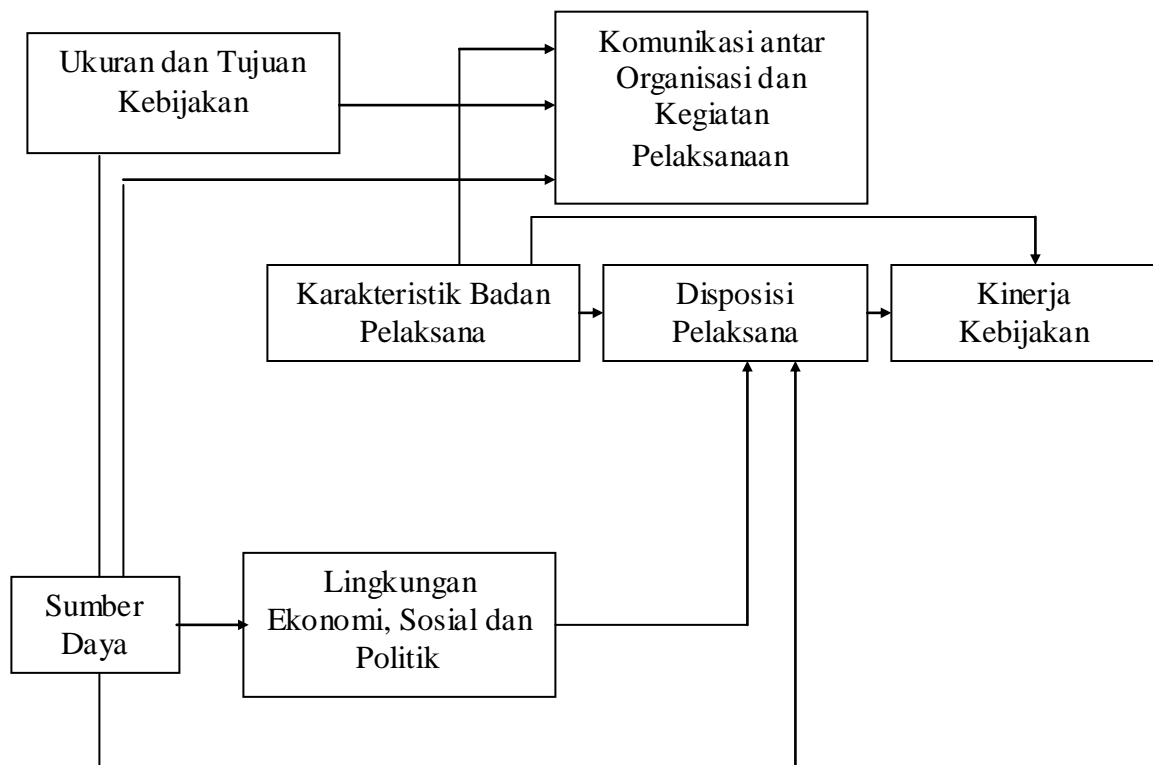 Ukuran dan Tujuan
Kebijakan
Komunikasi antar
Organisasi dan
Kegiatan
Pelaksanaan
Karakteristik Badan
Pelaksana
Disposisi
Pelaksana
Kinerja
Kebijakan
Sumber
Daya
Lingkungan
Ekonomi, Sosial dan
Politik